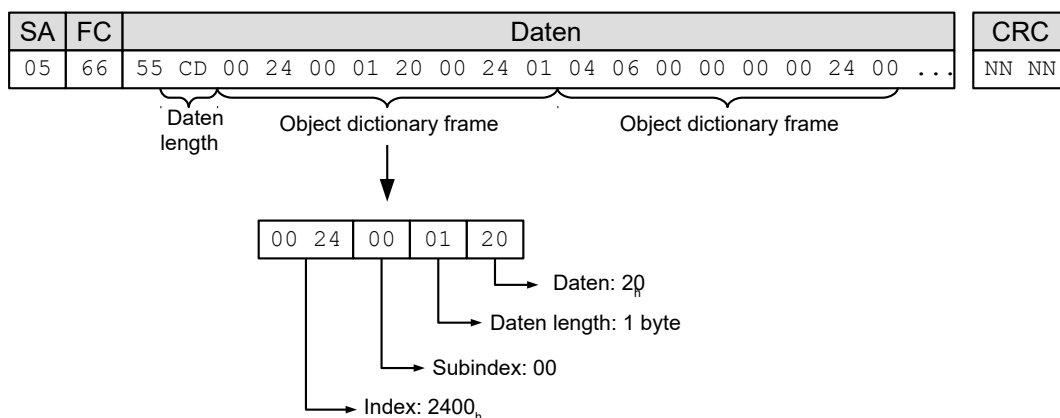 SA FC Daten CRC
05 66 55 CD 00 24 00 01 20 00 24 01 04 06 00 00 00 00 24 00 ... NN NN
Daten length
Object dictionary frame
Object dictionary frame
00 24 00 01 20
Daten: 20h
Daten length: 1 byte
Subindex: 00
Index: 2400h